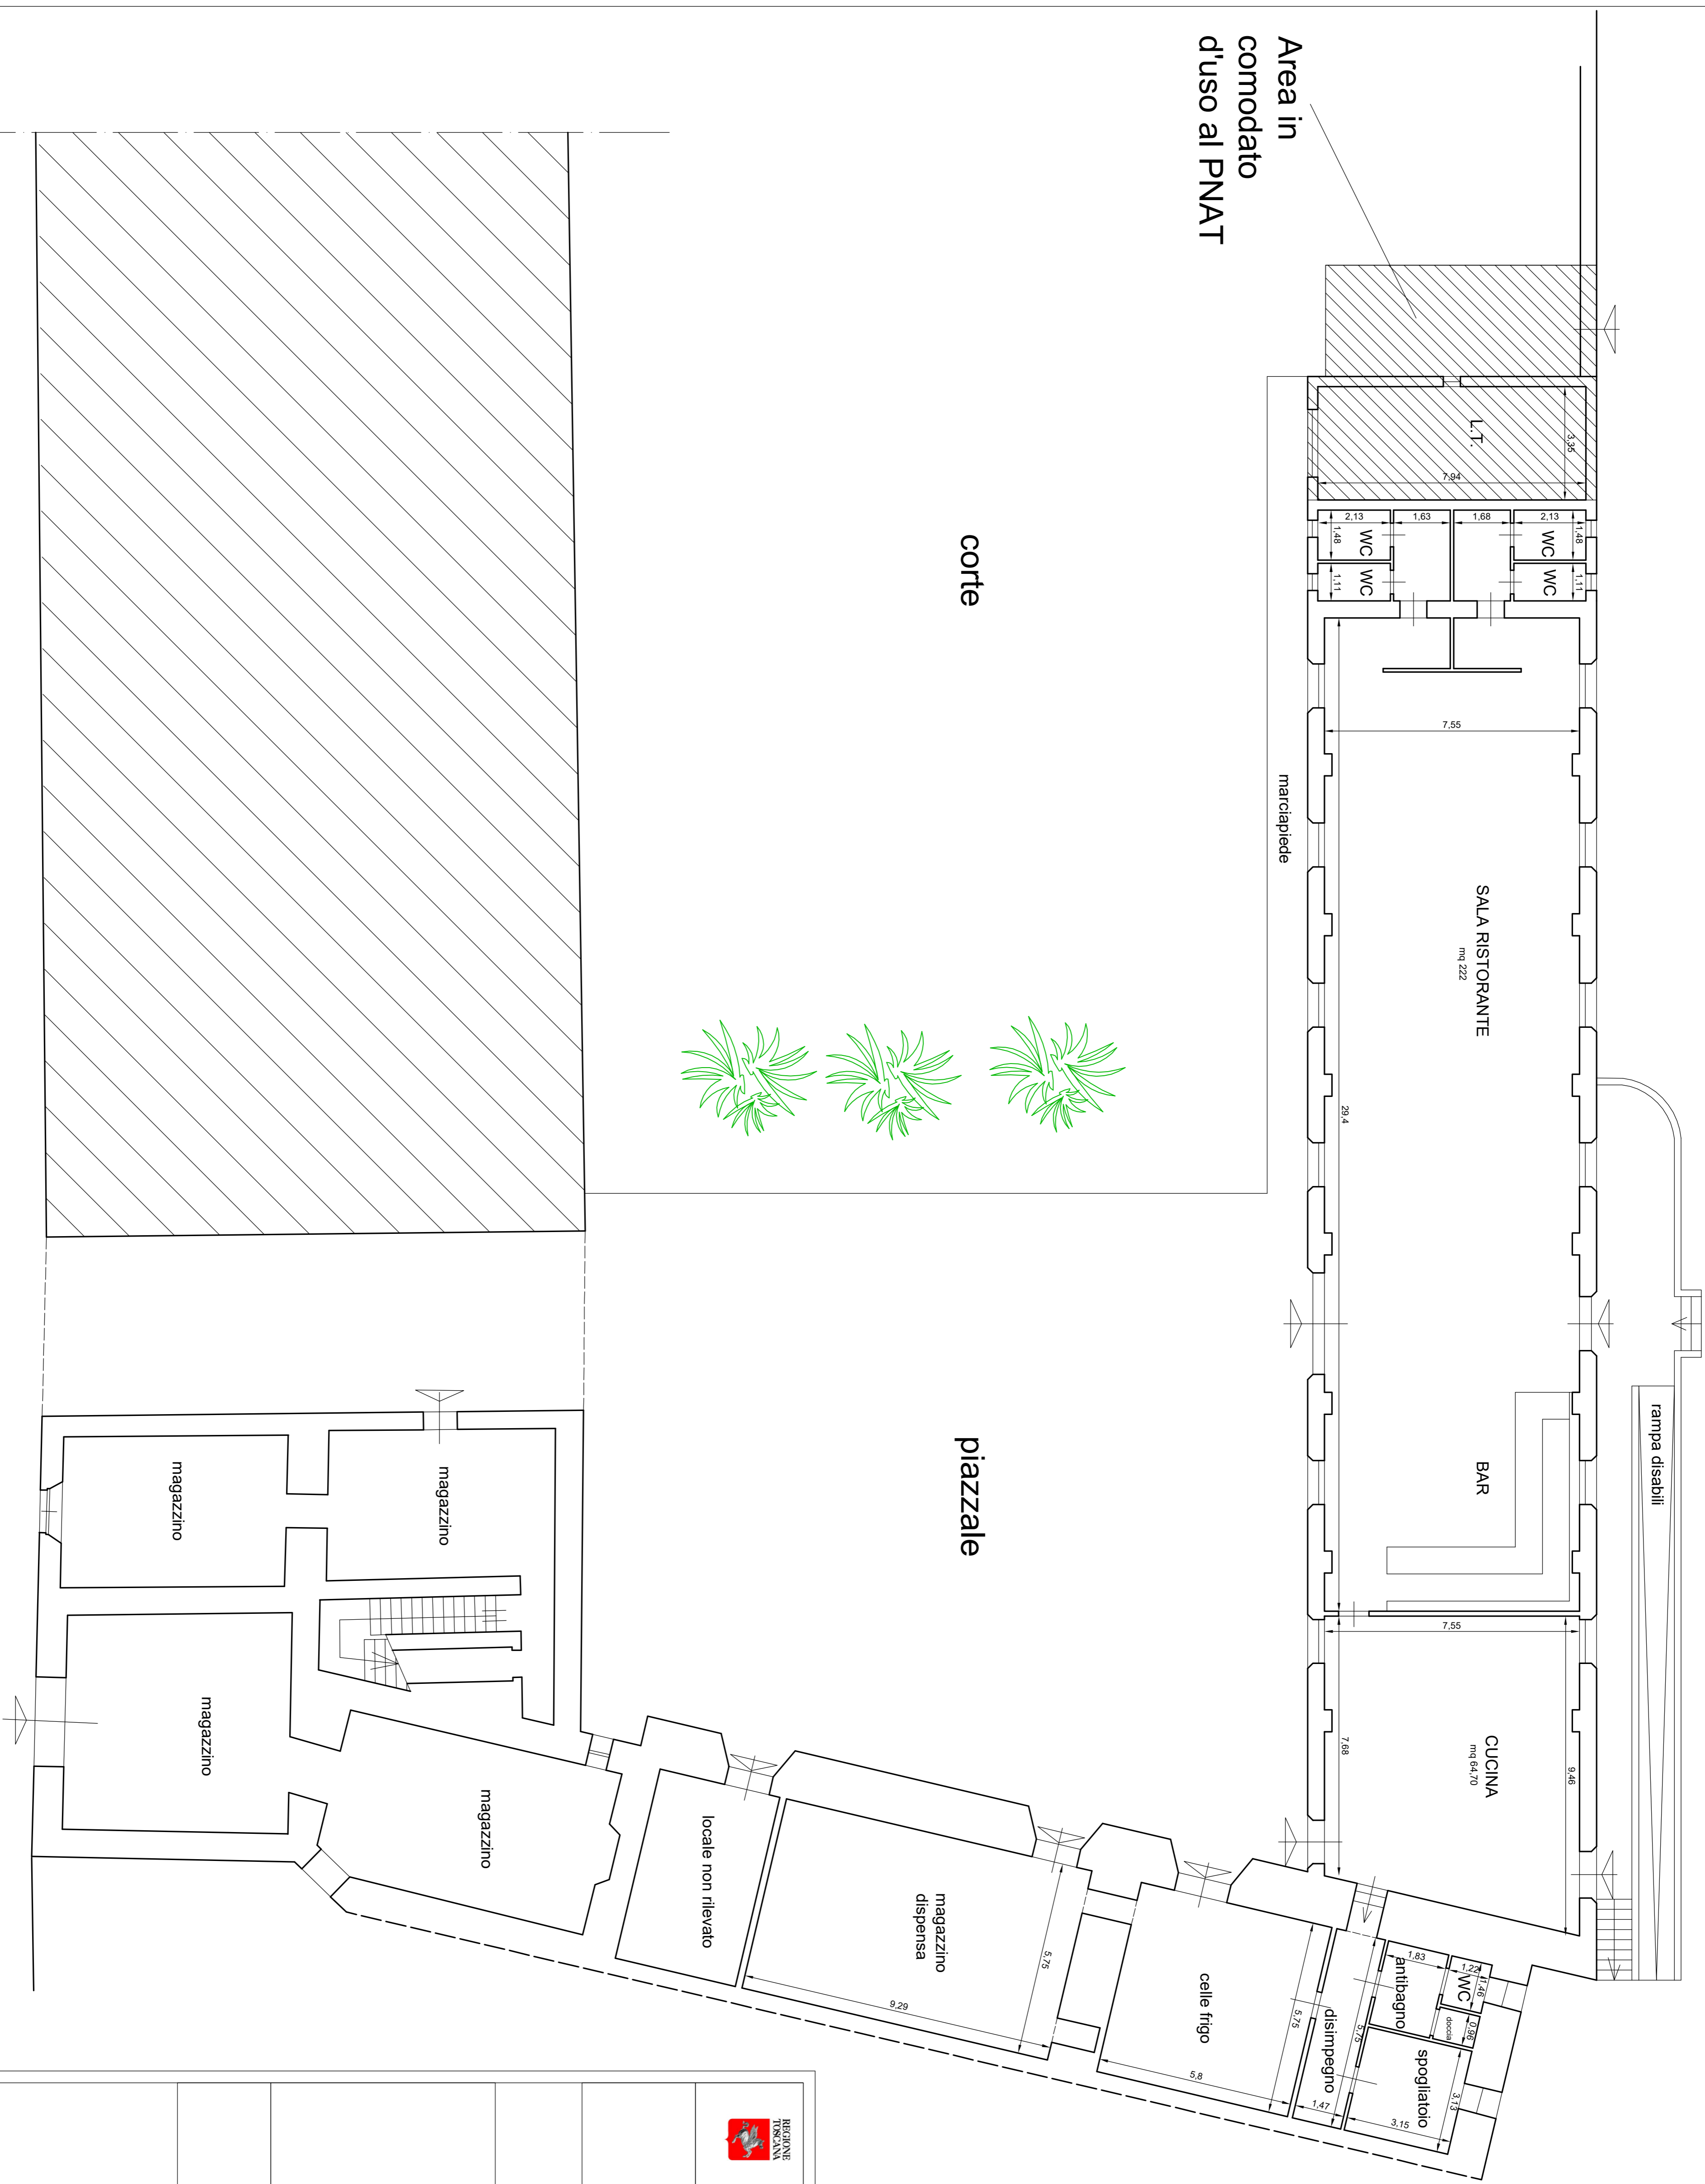 Area in
comodato
d'uso al PNAT
L.T.
3,35
7,94
2,13
1,63
1,68
2,13
1,48
WC
WC
1,48
1,11
WC
WC
1,11
corte
marciapiede
7,55
SALA RISTORANTE
mq 222
29,4
BAR
rampa disabili
piazzale
7,55
CUCINA
mq 64,70
9,46
7,68
magazzino
magazzino
magazzino
magazzino
locale non rilevato
magazzino
dispensa
5,75
9,29
celle frigo
5,75
5,8
disimpegno
5,75
1,47
antibagno
1,83
WC
1,22
1,46
doccia
0,96
spogliatoio
3,13
3,15
REGIONE
TOSCANA